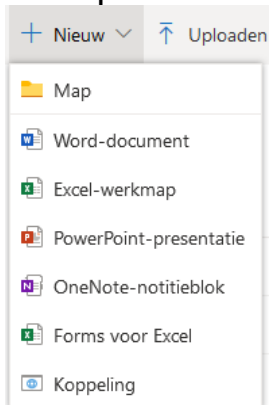 Nieuw Uploaden
Map
Word-document
Excel-werkmap
PowerPoint-presentatie
OneNote-notitieblok
Forms voor Excel
Koppeling